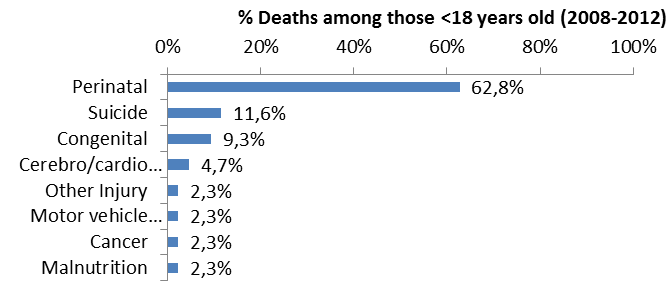 % Deaths among those <18 years old (2008-2012)
0% 20% 40% 60% 80% 100%
Perinatal 62,8%
Suicide 11,6%
Congenital 9,3%
Cerebro/cardio... 4,7%
Other Injury 2,3%
Motor vehicle... 2,3%
Cancer 2,3%
Malnutrition 2,3%